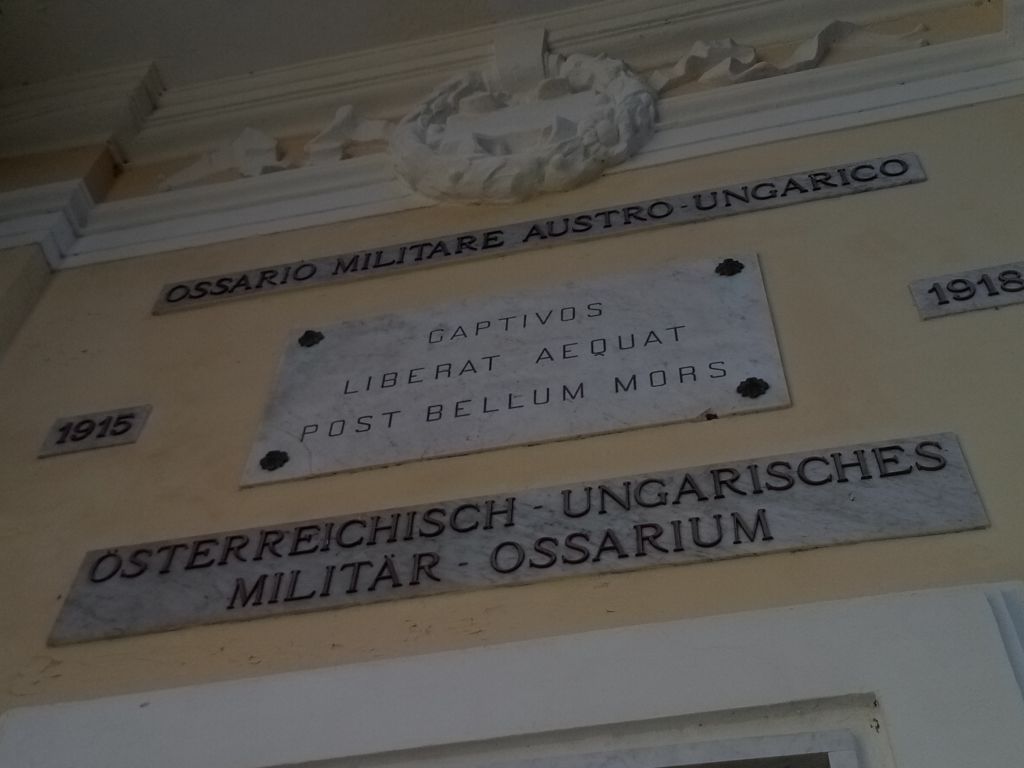 OSSARIO MILITARE AUSTRO-UNGARICO
CAPTIVOS
LIBERAT AEQUAT
POST BELLUM MORS
1915
1918
ÖSTERREICHISCH - UNGARISCHES
MILITÄR - OSSARIUM